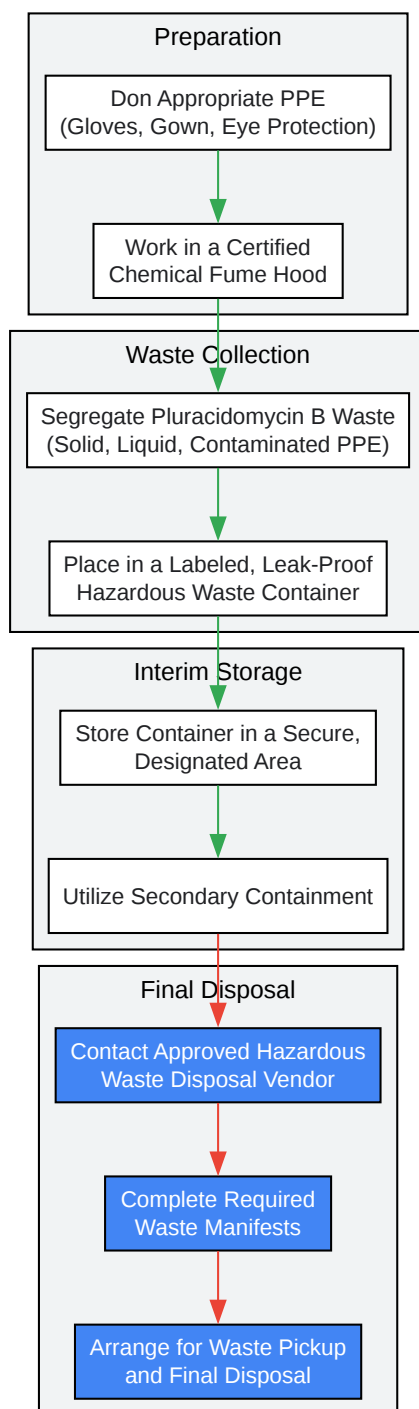 Preparation
Don Appropriate PPE
(Gloves, Gown, Eye Protection)
Work in a Certified
Chemical Fume Hood
Waste Collection
Segregate Pluracidomycin B Waste
(Solid, Liquid, Contaminated PPE)
Place in a Labeled, Leak-Proof
Hazardous Waste Container
Interim Storage
Store Container in a Secure,
Designated Area
Utilize Secondary Containment
Final Disposal
Contact Approved Hazardous
Waste Disposal Vendor
Complete Required
Waste Manifests
Arrange for Waste Pickup
and Final Disposal